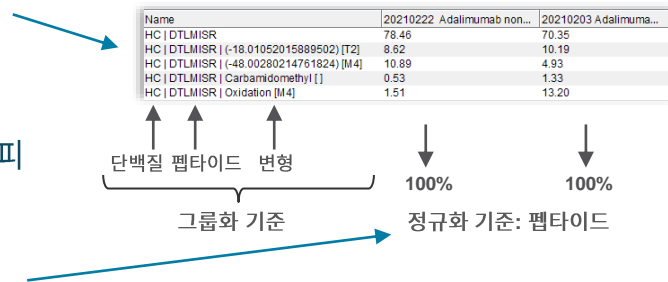 Name 20210222 Adalimumab non... 20210203 Adalimuma...
HC | DTLMISR 78.46 70.35
HC | DTLMISR | (-18.01052015889502) [T2] 8.62 10.19
HC | DTLMISR | (-48.00280214761824) [M4] 10.89 4.93
HC | DTLMISR | Carbamidomethyl [ ] 0.53 1.33
HC | DTLMISR | Oxidation [M4] 1.51 13.20
피
단백질 펩타이드 변형
100% 100%
그룹화 기준 정규화 기준: 펩타이드